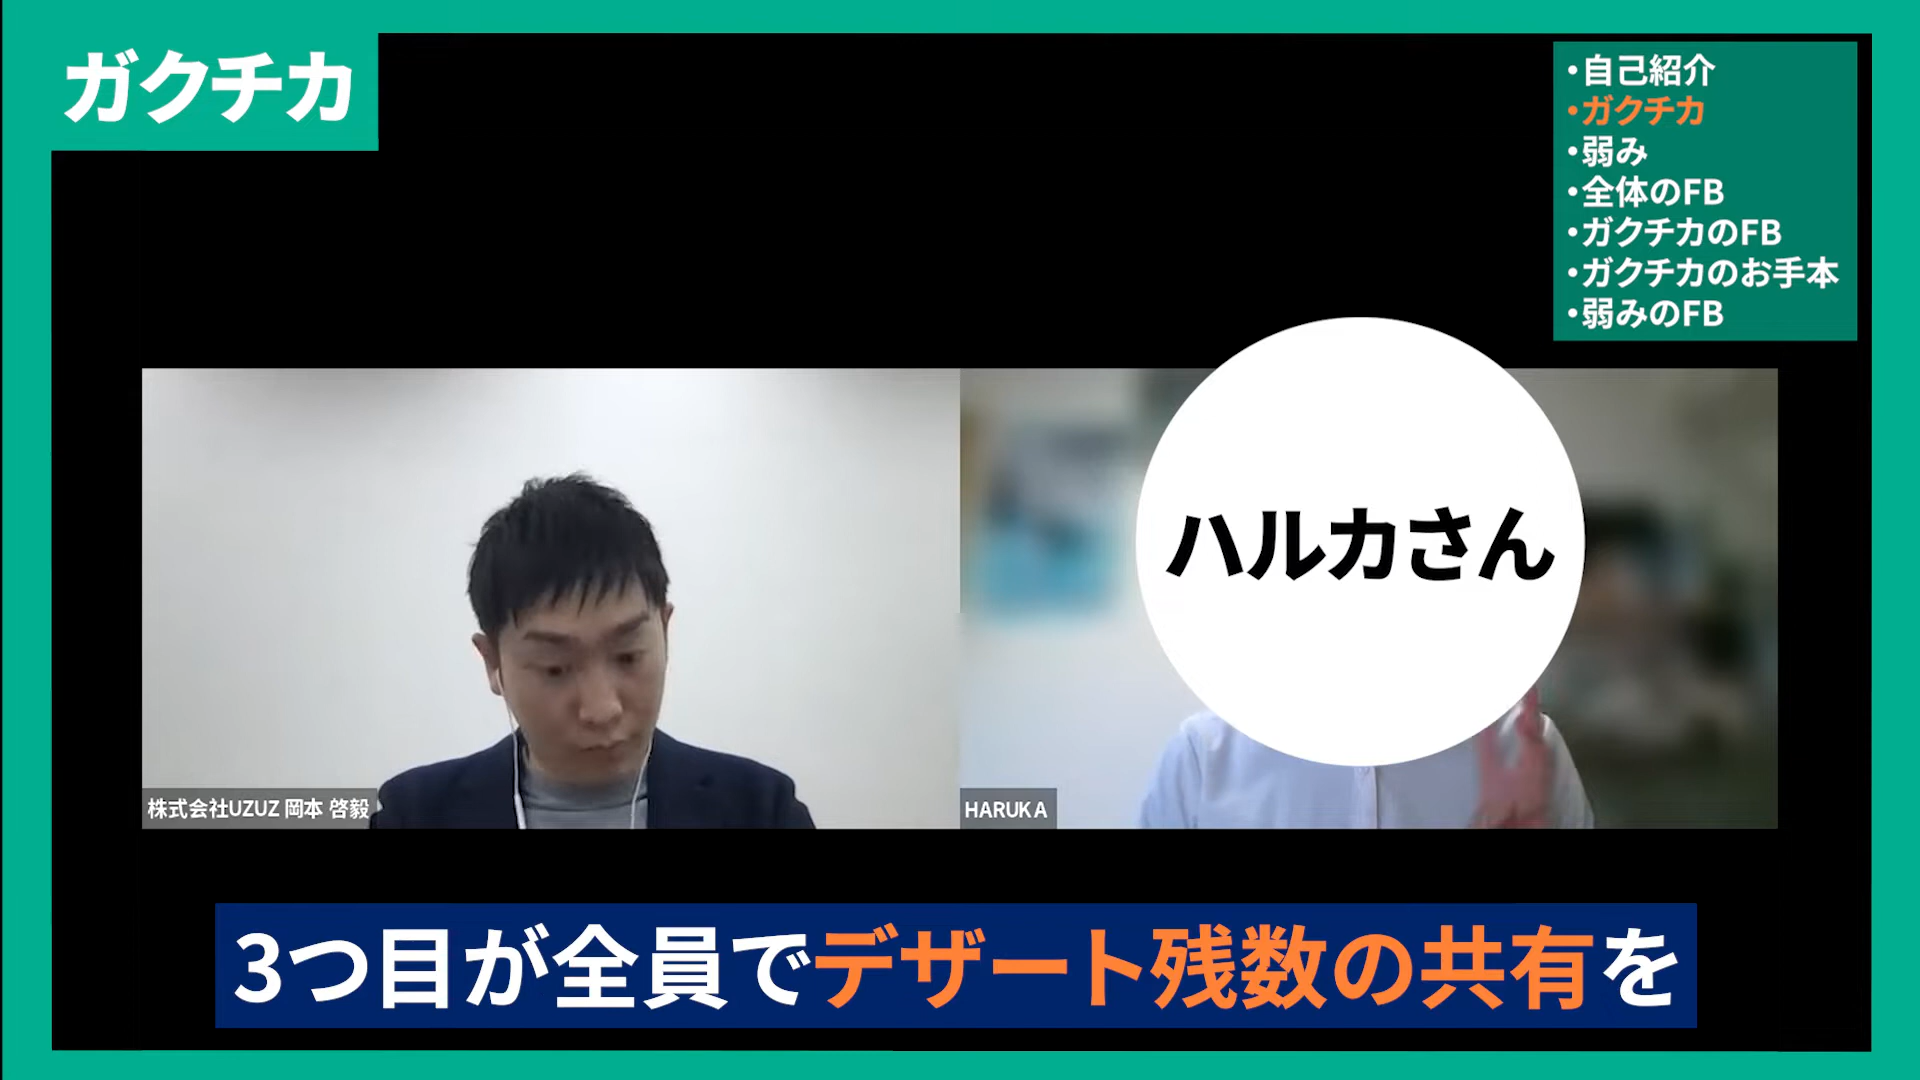 ガクチカ
・自己紹介
・ガクチカ
・弱み
・全体のFB
・ガクチカのFB
・ガクチカのお手本
・弱みのFB
ハルカさん
株式会社UZUZ 岡本 啓毅
HARUKA
3つ目が全員でデザート残数の共有を